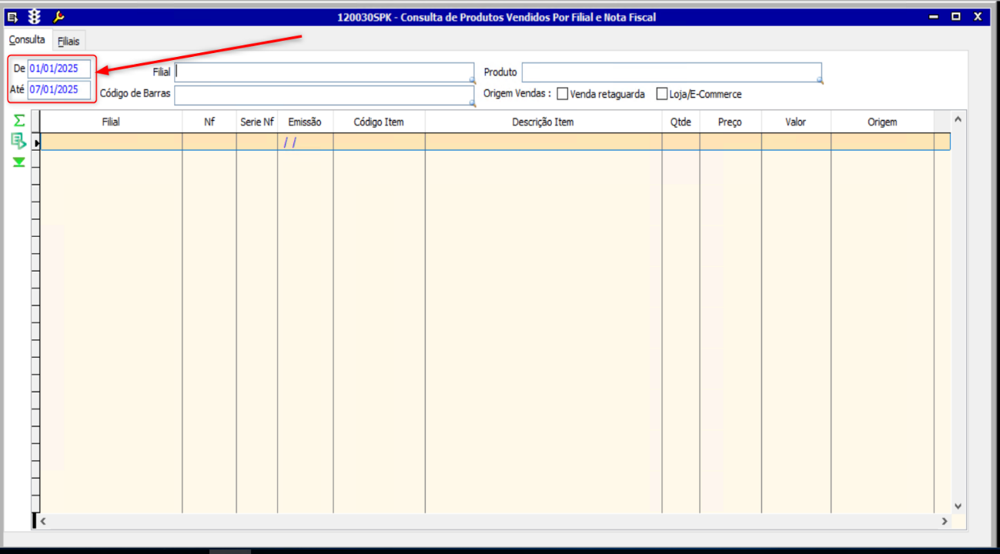 120030SPK - Consulta de Produtos Vendidos Por Filial e Nota Fiscal
Consulta Filiais
De 01/01/2025 Filial Produto
Até 07/01/2025 Código de Barras Origem Vendas : Venda retaguarda Loja/E-Commerce
Filial Nf Serie Nf Emissão Código Item Descrição Item Qtde Preço Valor Origem
/ /